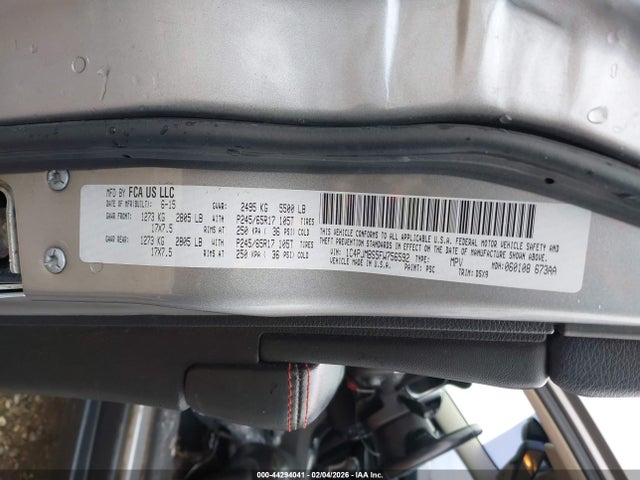 MFD BY FCA US LLC
DATE OF MFR(BUILT): 6-15 GVWR: 2495 KG 5500 LB
GAWR FRONT: 1273 KG 2805 LB WITH P245/65R17 105T TIRES
17X7.5 RIMS AT 250 KPA ( 36 PSI) COLD
GAWR REAR: 1273 KG 2805 LB WITH P245/65R17 105T TIRES
17X7.5 RIMS AT 250 KPA ( 36 PSI) COLD
THIS VEHICLE CONFORMS TO ALL APPLICABLE U.S.A. FEDERAL MOTOR VEHICLE SAFETY,
BUMPER, AND THEFT PREVENTION STANDARDS IN EFFECT ON THE DATE OF MANUFACTURE SHOWN ABOVE.
VIN: 1C4PJMBS5FW756592 TYPE: MPV MDH: 060108 673AA
VEHICLE MADE IN U.S.A. PAINT: PSC TRIM: DSX9
000-44294041 - 02/04/2026 - IAA Inc.